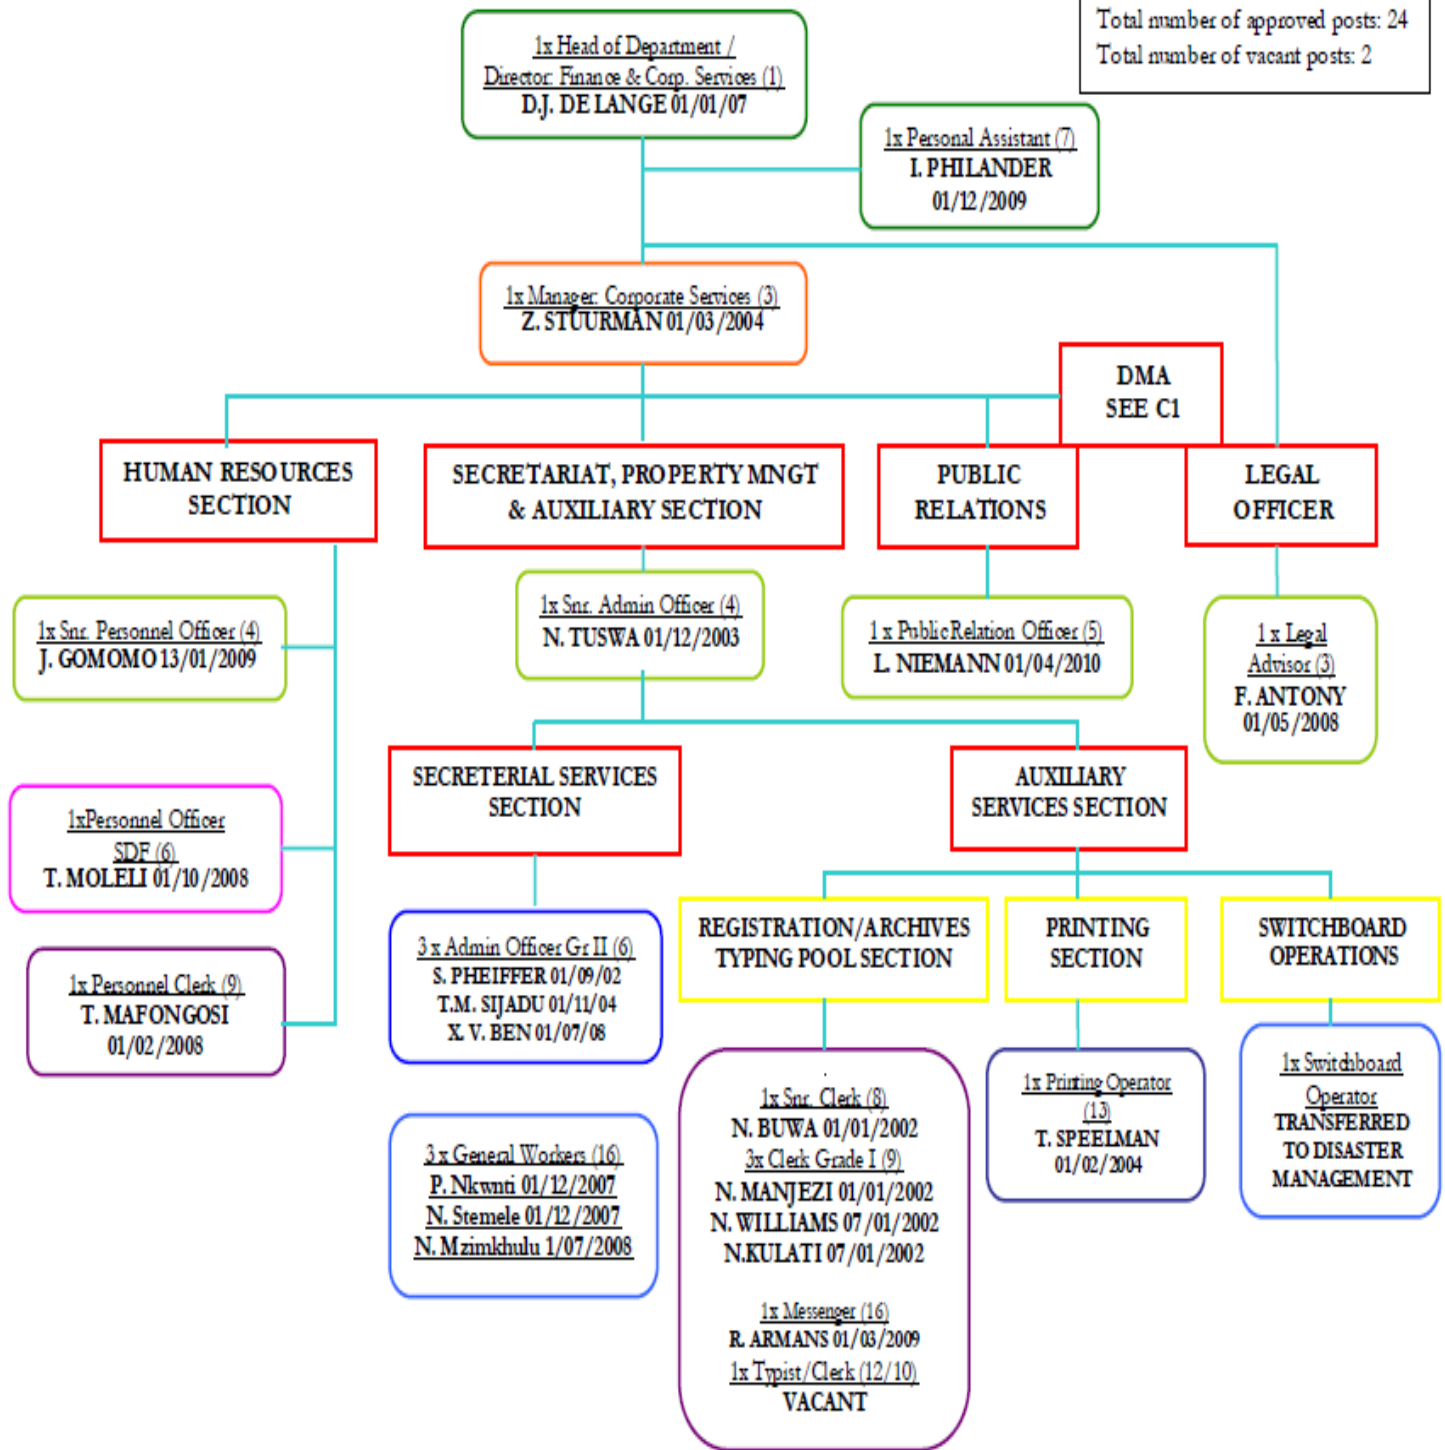 Total number of approved posts: 24
Total number of vacant posts: 2
1x Head of Department /
Director: Finance & Corp. Services (1)
D.J. DE LANGE 01/01/07
1x Personal Assistant (7)
I. PHILANDER
01/12/2009
1x Manager: Corporate Services (3)
Z. STUURMAN 01/03/2004
DMA
SEE C1
HUMAN RESOURCES
SECTION
SECRETARIAT, PROPERTY MNGT
& AUXILIARY SECTION
PUBLIC
RELATIONS
LEGAL
OFFICER
1x Snr. Personnel Officer (4)
J. GOMOMO 13/01/2009
1x Snr. Admin Officer (4)
N. TUSWA 01/12/2003
1 x Public Relation Officer (5)
L. NIEMANN 01/04/2010
1 x Legal
Advisor (3)
F. ANTONY
01/05/2008
SECRETERIAL SERVICES
SECTION
AUXILIARY
SERVICES SECTION
1xPersonnel Officer
SDF (6)
T. MOLELI 01/10/2008
REGISTRATION/ARCHIVES
TYPING POOL SECTION
PRINTING
SECTION
SWITCHBOARD
OPERATIONS
1x Personnel Clerk (9)
T. MAFONGOSI
01/02/2008
3 x Admin Officer Gr II (6)
S. PHEIFFER 01/09/02
T.M. SIJADU 01/11/04
X. V. BEN 01/07/08
3 x General Workers (16)
P. Nkwnti 01/12/2007
N. Stemele 01/12/2007
N. Mzimkhulu 1/07/2008
1x Snr. Clerk (8)
N. BUWA 01/01/2002
3x Clerk Grade I (9)
N. MANJEZI 01/01/2002
N. WILLIAMS 07/01/2002
N.KULATI 07/01/2002
1x Messenger (16)
R. ARMANS 01/03/2009
1x Typist/Clerk (12/10)
VACANT
1x Printing Operator
(13)
T. SPEELMAN
01/02/2004
1x Switchboard
Operator
TRANSFERRED
TO DISASTER
MANAGEMENT